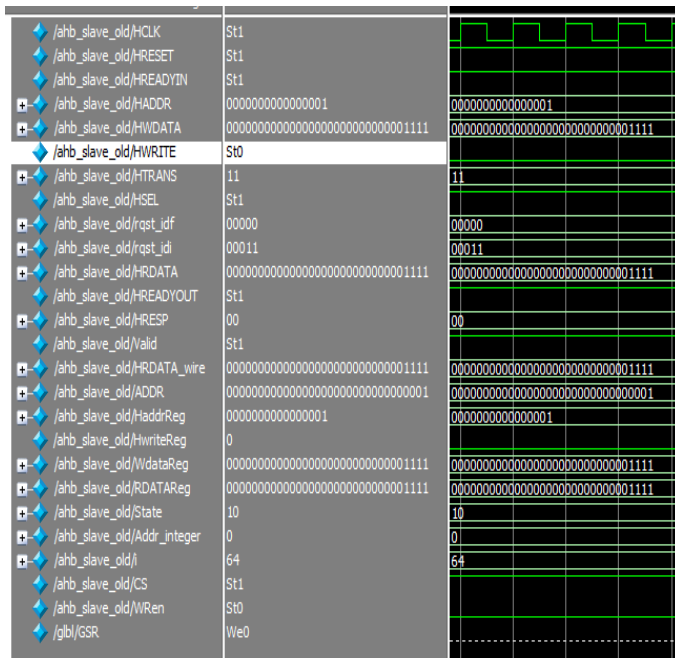 /ahb_slave_old/HCLK St1
/ahb_slave_old/HRESET St1
/ahb_slave_old/HREADYIN St1
/ahb_slave_old/HADDR 0000000000000001 0000000000000001
/ahb_slave_old/HWDATA 00000000000000000000000000001111 00000000000000000000000000001111
/ahb_slave_old/HWRITE St0
/ahb_slave_old/HTRANS 11 11
/ahb_slave_old/HSEL St1
/ahb_slave_old/rqst_idf 00000 00000
/ahb_slave_old/rqst_idi 00011 00011
/ahb_slave_old/HRDATA 00000000000000000000000000001111 00000000000000000000000000001111
/ahb_slave_old/HREADYOUT St1
/ahb_slave_old/HRESP 00 00
/ahb_slave_old/Valid St1
/ahb_slave_old/HRDATA_wire 00000000000000000000000000001111 00000000000000000000000000001111
/ahb_slave_old/ADDR 00000000000000000000000000000001 00000000000000000000000000000001
/ahb_slave_old/HaddrReg 0000000000000001 0000000000000001
/ahb_slave_old/HwriteReg 0
/ahb_slave_old/WdataReg 00000000000000000000000000001111 00000000000000000000000000001111
/ahb_slave_old/RDATAReg 00000000000000000000000000001111 00000000000000000000000000001111
/ahb_slave_old/State 10 10
/ahb_slave_old/Addr_integer 0 0
/ahb_slave_old/i 64 64
/ahb_slave_old/CS St1
/ahb_slave_old/WRen St0
/glbl/GSR We0